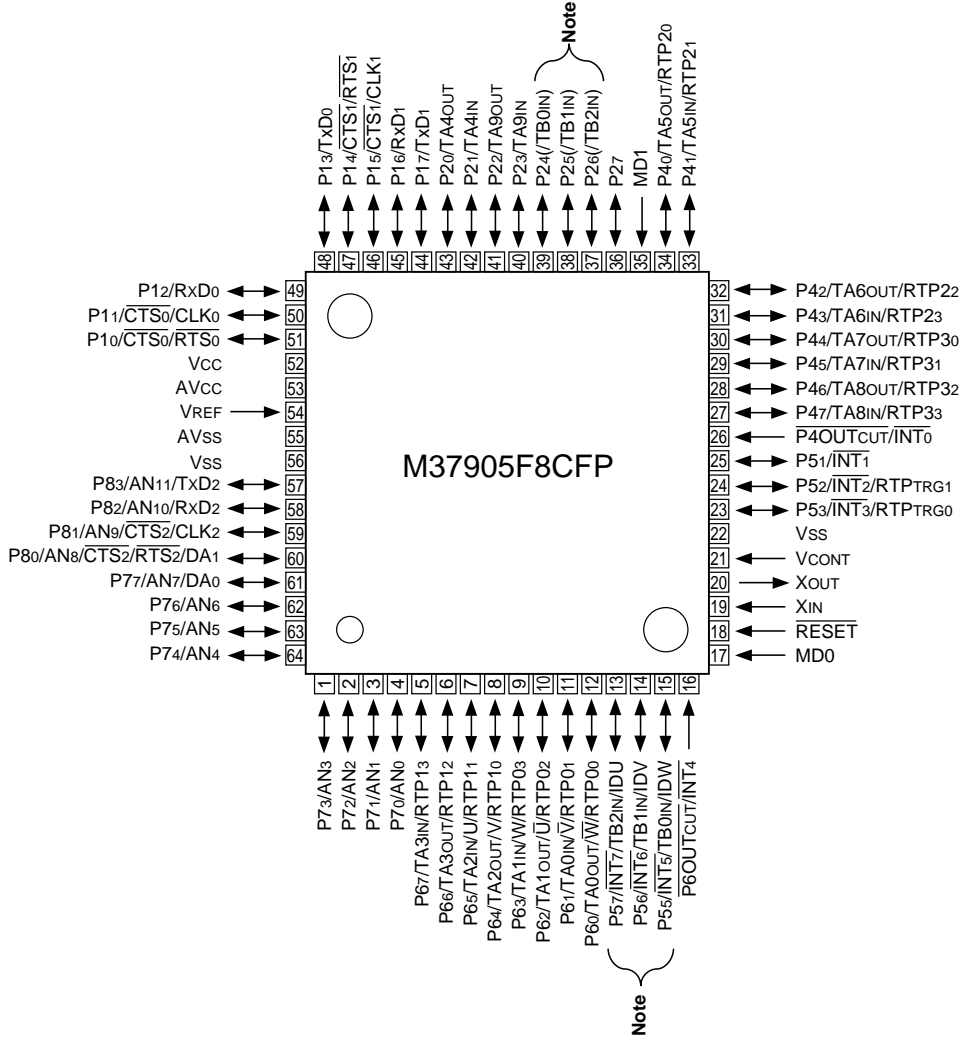 Note
P13/TxD0
P14/CTS1/RTS1
P15/CTS1/CLK1
P16/RxD1
P17/TxD1
P20/TA4OUT
P21/TA4IN
P22/TA9OUT
P23/TA9IN
P24(/TB0IN)
P25(/TB1IN)
P26(/TB2IN)
P27
MD1
P40/TA5OUT/RTP20
P41/TA5IN/RTP21
48 47 46 45 44 43 42 41 40 39 38 37 36 35 34 33
P12/RxD0 49
P11/CTS0/CLK0 50
P10/CTS0/RTS0 51
VCC 52
AVCC 53
VREF 54
AVSS 55
VSS 56
P83/AN11/TxD2 57
P82/AN10/RxD2 58
P81/AN9/CTS2/CLK2 59
P80/AN8/CTS2/RTS2/DA1 60
P77/AN7/DA0 61
P76/AN6 62
P75/AN5 63
P74/AN4 64
M37905F8CFP
32 P42/TA6OUT/RTP22
31 P43/TA6IN/RTP23
30 P44/TA7OUT/RTP30
29 P45/TA7IN/RTP31
28 P46/TA8OUT/RTP32
27 P47/TA8IN/RTP33
26 P4OUTCUT/INT0
25 P51/INT1
24 P52/INT2/RTPTRG1
23 P53/INT3/RTPTRG0
22 VSS
21 VCONT
20 XOUT
19 XIN
18 RESET
17 MD0
1 2 3 4 5 6 7 8 9 10 11 12 13 14 15 16
P73/AN3
P72/AN2
P71/AN1
P70/AN0
P67/TA3IN/RTP13
P66/TA3OUT/RTP12
P65/TA2IN/U/RTP11
P64/TA2OUT/V/RTP10
P63/TA1IN/W/RTP03
P62/TA1OUT/U/RTP02
P61/TA0IN/V/RTP01
P60/TA0OUT/W/RTP00
P57/INT7/TB2IN/IDU
P56/INT6/TB1IN/IDV
P55/INT5/TB0IN/IDW
P6OUTCUT/INT4
Note